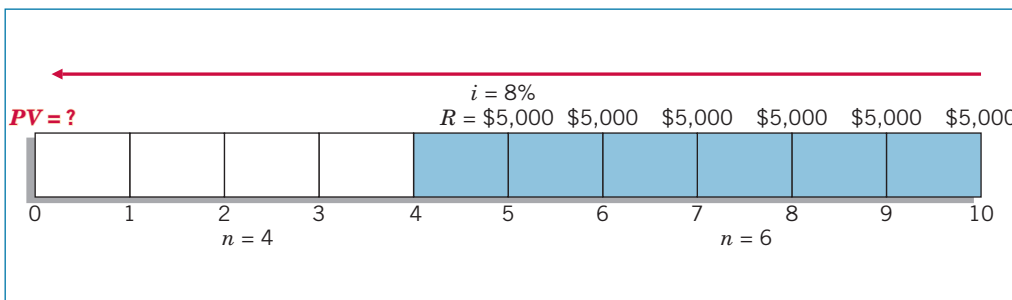 i = 8%
PV = ?
R = $5,000 $5,000 $5,000 $5,000 $5,000 $5,000
0 1 2 3 4 5 6 7 8 9 10
n = 4 n = 6